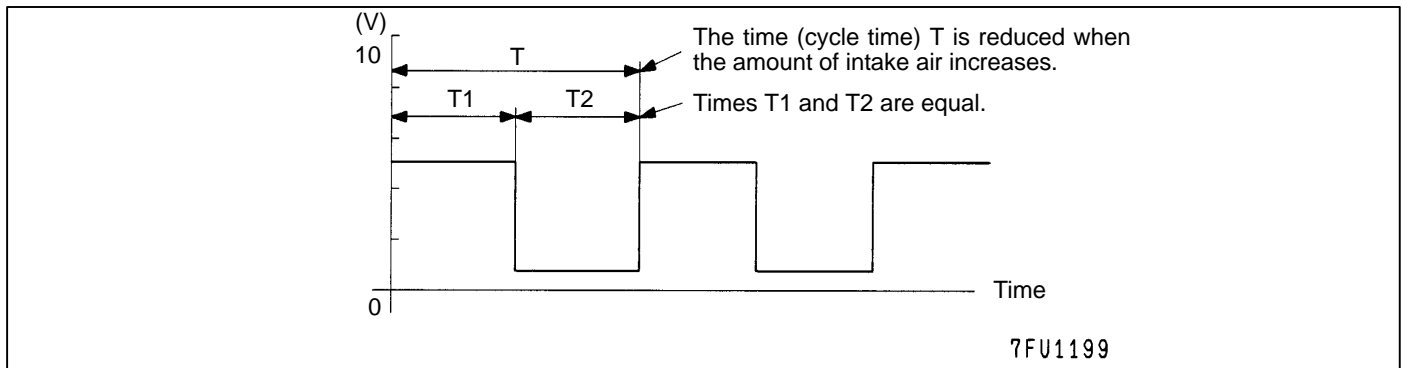 (V)
10
T
The time (cycle time) T is reduced when
the amount of intake air increases.
T1
T2
Times T1 and T2 are equal.
Time
0
7FU1199